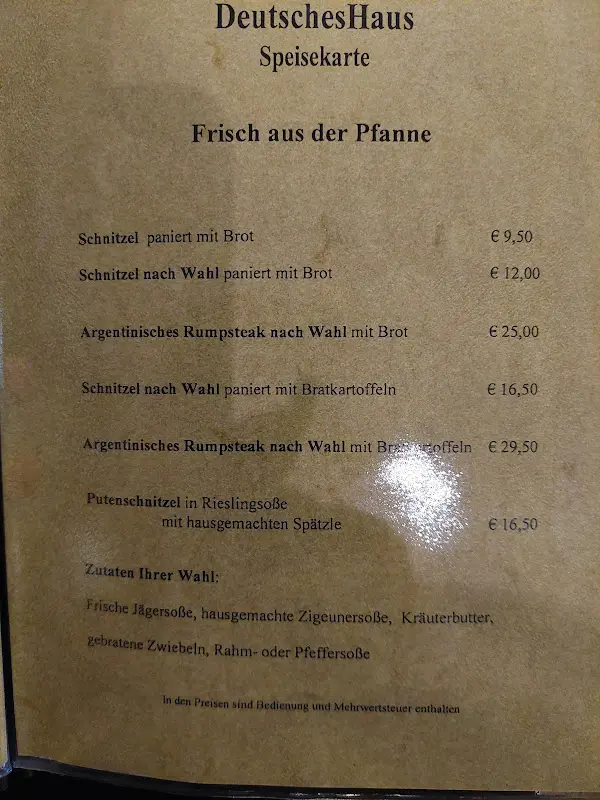 DeutschesHaus
Speisekarte
Frisch aus der Pfanne
Schnitzel paniert mit Brot € 9,50
Schnitzel nach Wahl paniert mit Brot € 12,00
Argentinisches Rumpsteak nach Wahl mit Brot € 25,00
Schnitzel nach Wahl paniert mit Bratkartoffeln € 16,50
Argentinisches Rumpsteak nach Wahl mit Bratkartoffeln € 29,50
Putenschnitzel in Rieslingsoße
mit hausgemachten Spätzle € 16,50
Zutaten Ihrer Wahl:
Frische Jägersoße, hausgemachte Zigeunersoße, Kräuterbutter,
gebratene Zwiebeln, Rahm- oder Pfeffersoße
In den Preisen sind Bedienung und Mehrwertsteuer enthalten